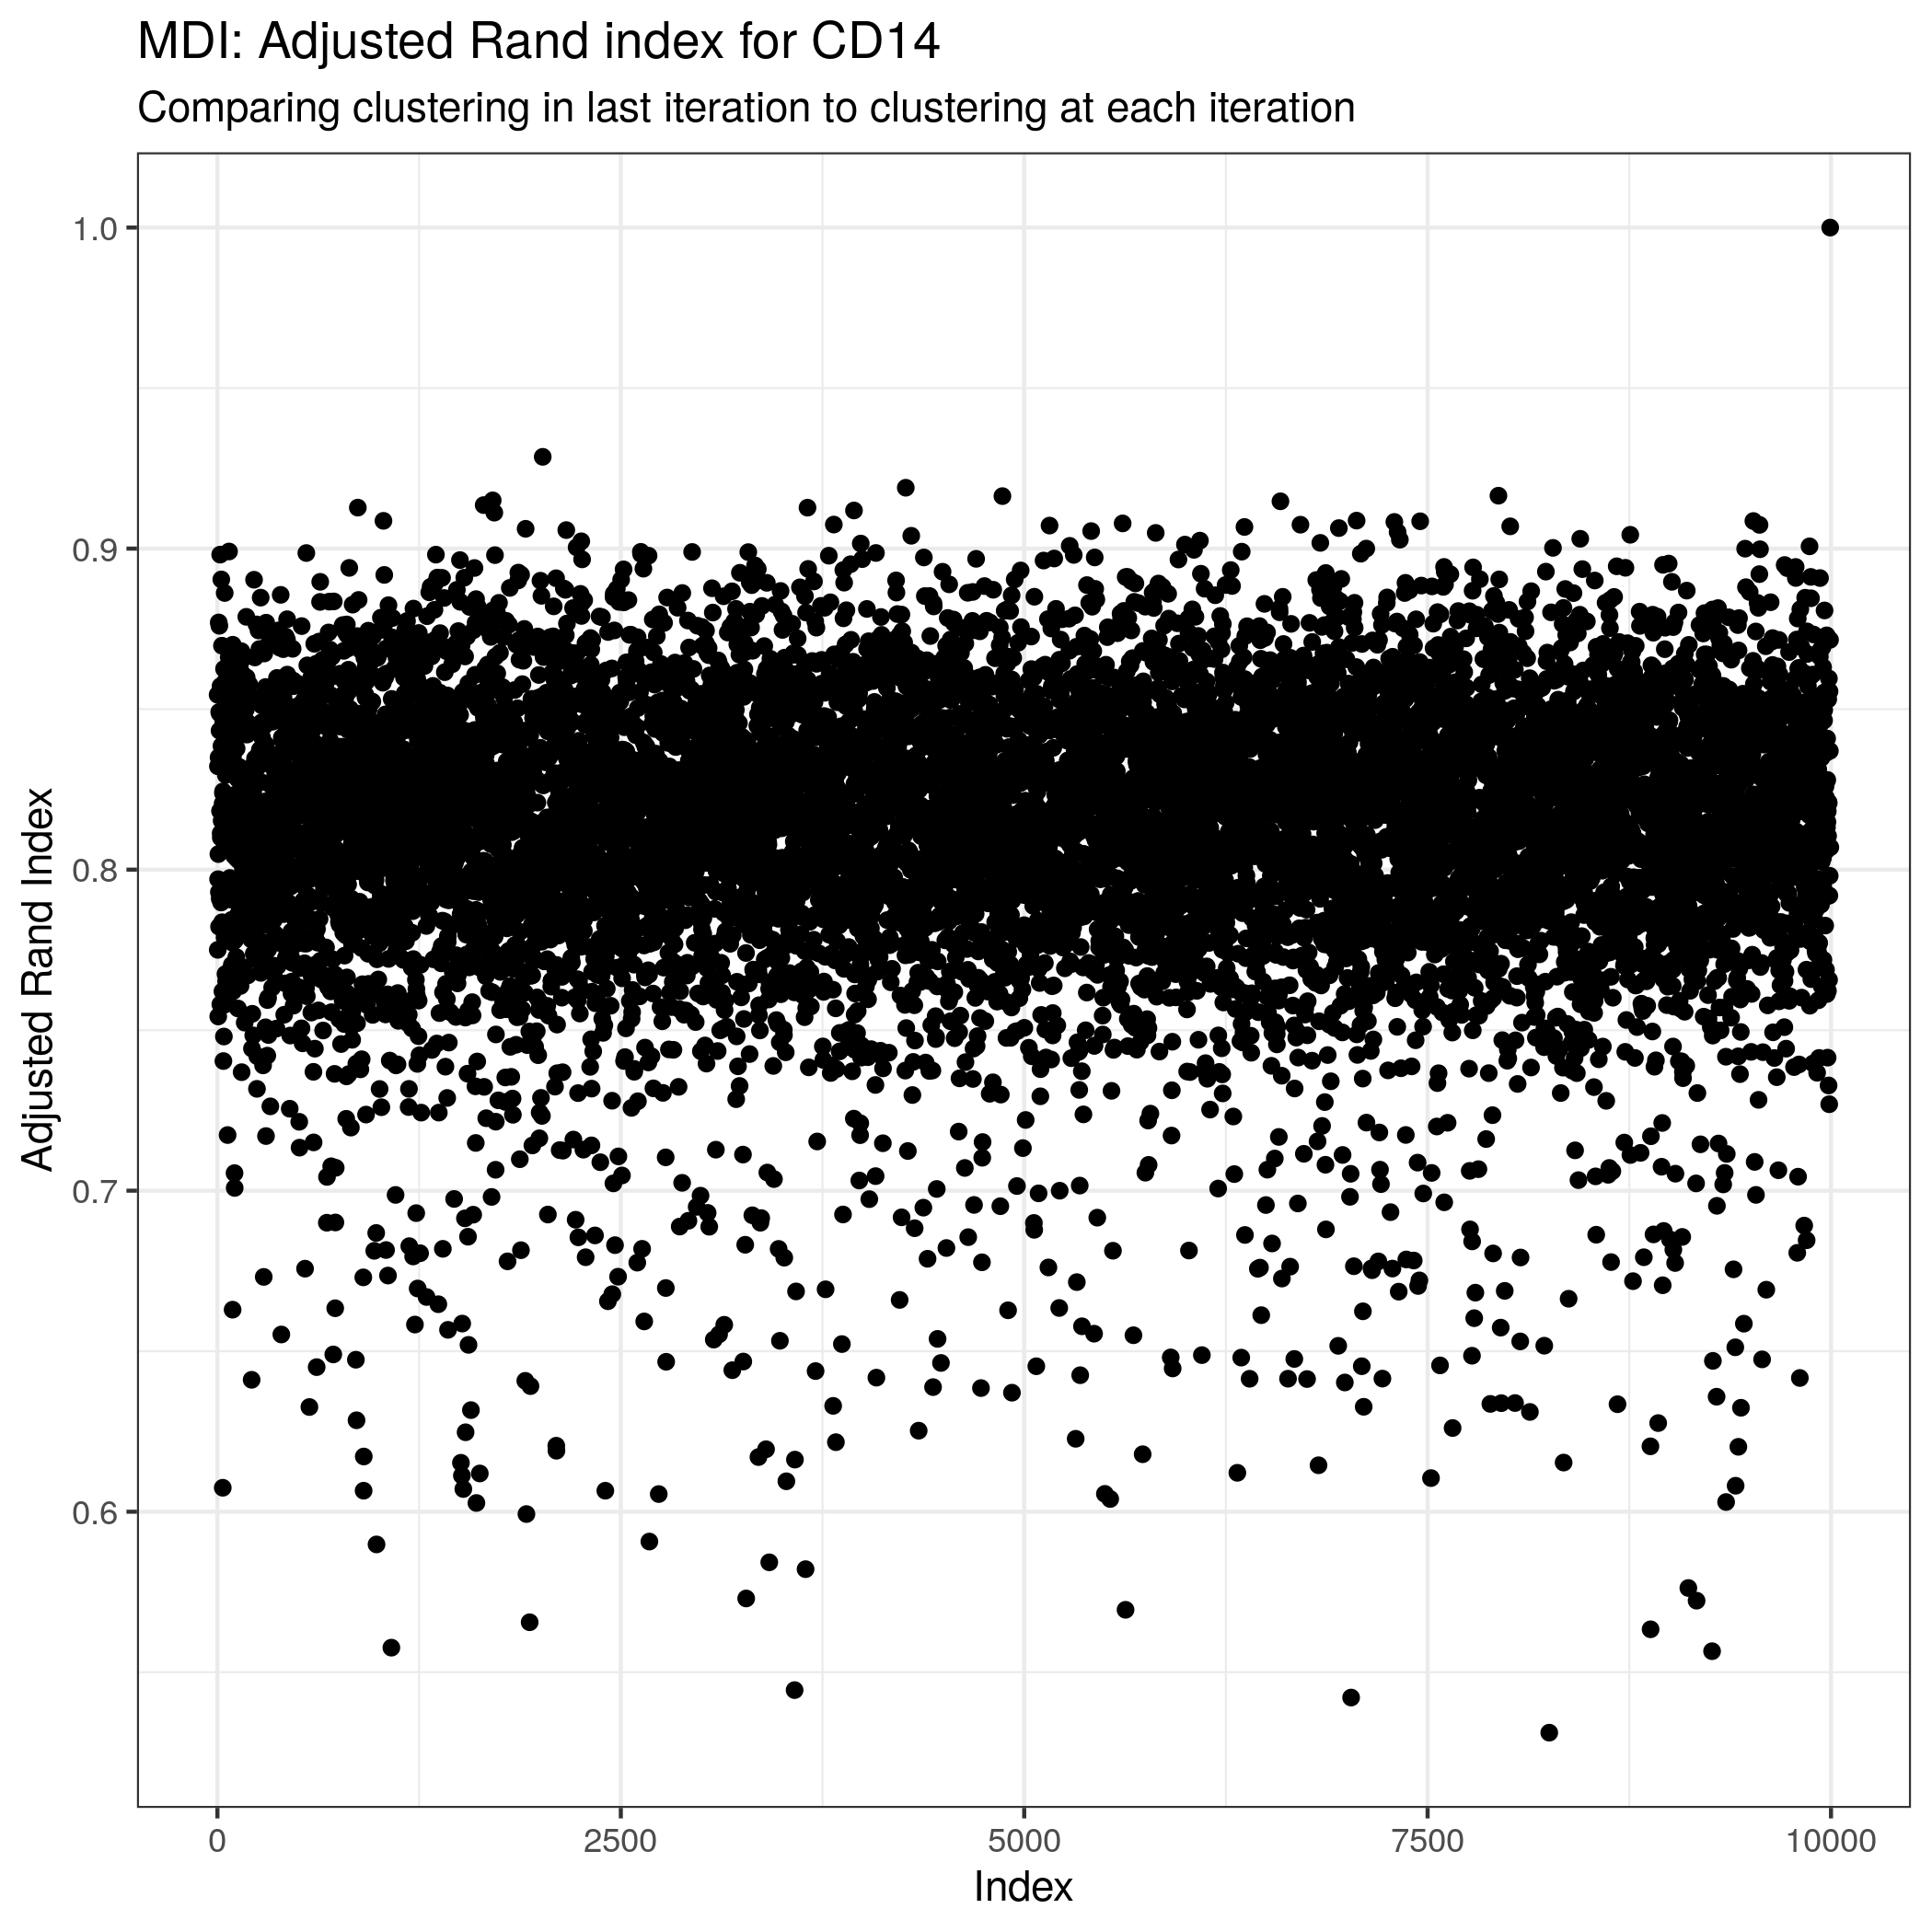 MDI: Adjusted Rand index for CD14
Comparing clustering in last iteration to clustering at each iteration
Adjusted Rand Index
1.0
0.9
0.8
0.7
0.6
0
2500
5000
7500
10000
Index